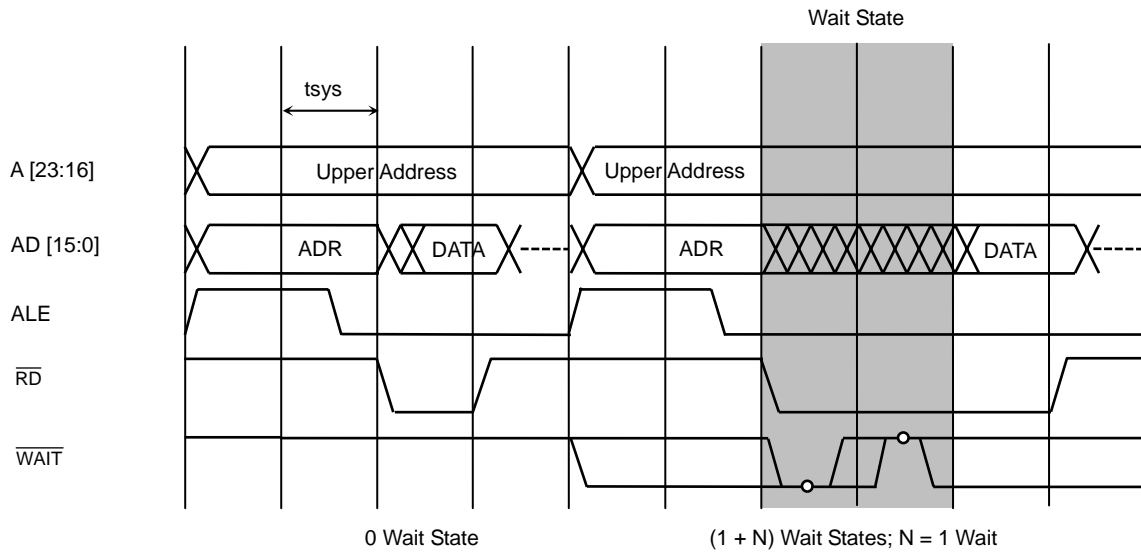 Wait State
tsys
A [23:16]
Upper Address
Upper Address
AD [15:0]
ADR
DATA
ADR
DATA
ALE
RD
WAIT
0 Wait State
(1 + N) Wait States; N = 1 Wait